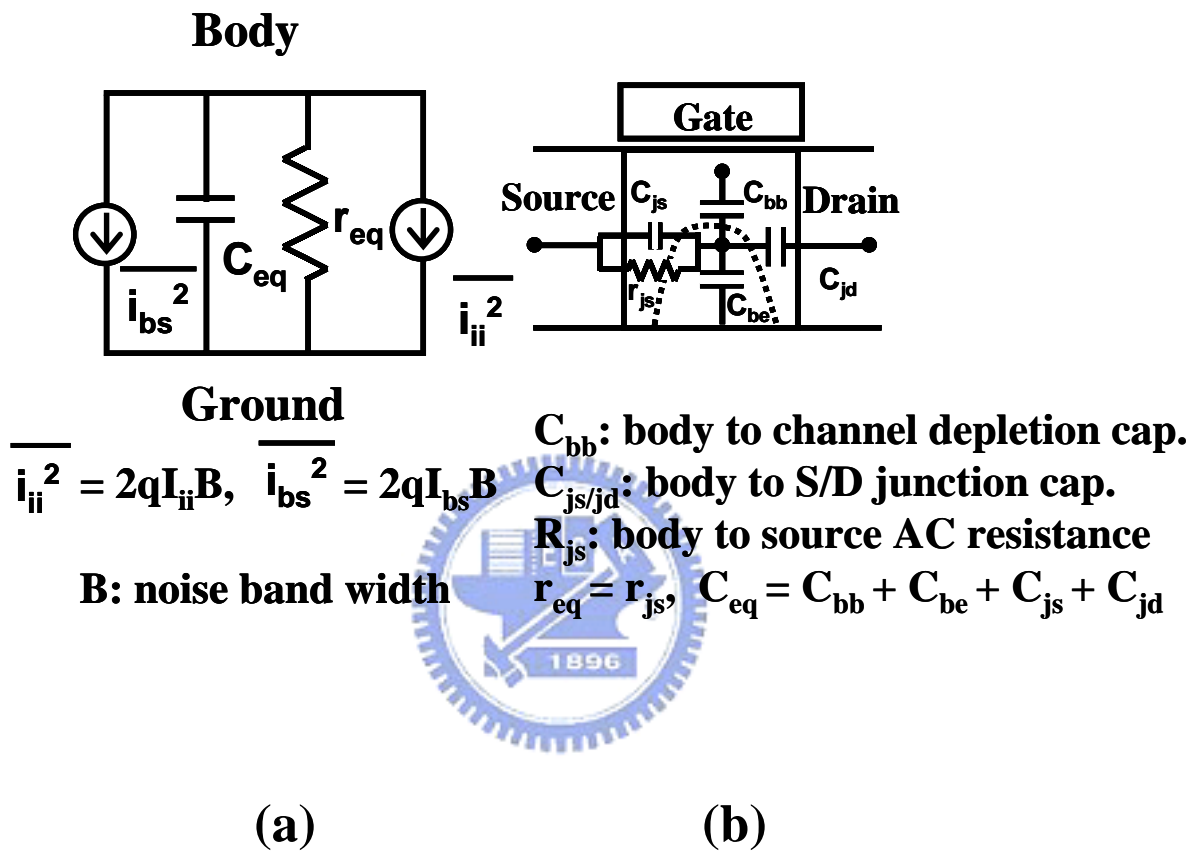 Body
i_bs^2
C_eq
r_eq
i_ii^2
Ground
i_ii^2 = 2qI_iiB, i_bs^2 = 2qI_bsB
B: noise band width
(a)
Gate
Source
C_js
C_bb
Drain
r_js
C_be
C_jd
C_bb: body to channel depletion cap.
C_js/jd: body to S/D junction cap.
R_js: body to source AC resistance
r_eq = r_js, C_eq = C_bb + C_be + C_js + C_jd
1896
(b)